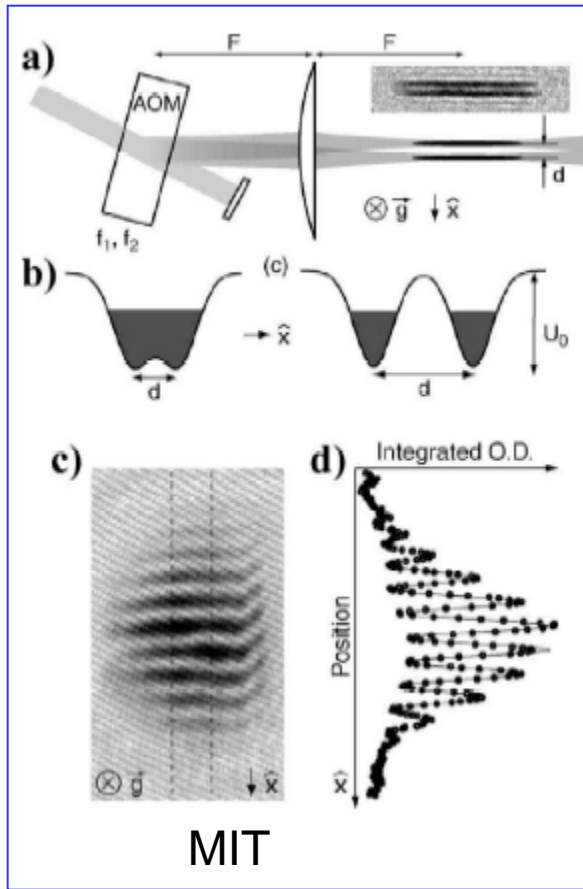 a)
F
F
AOM
d
f₁, f₂
⊗ g⃗ ↓ x̂
b)
(c)
→ x̂
U₀
d
d
c)
d)
Integrated O.D.
Position
x̂
⊗ g⃗
↓ x̂
MIT